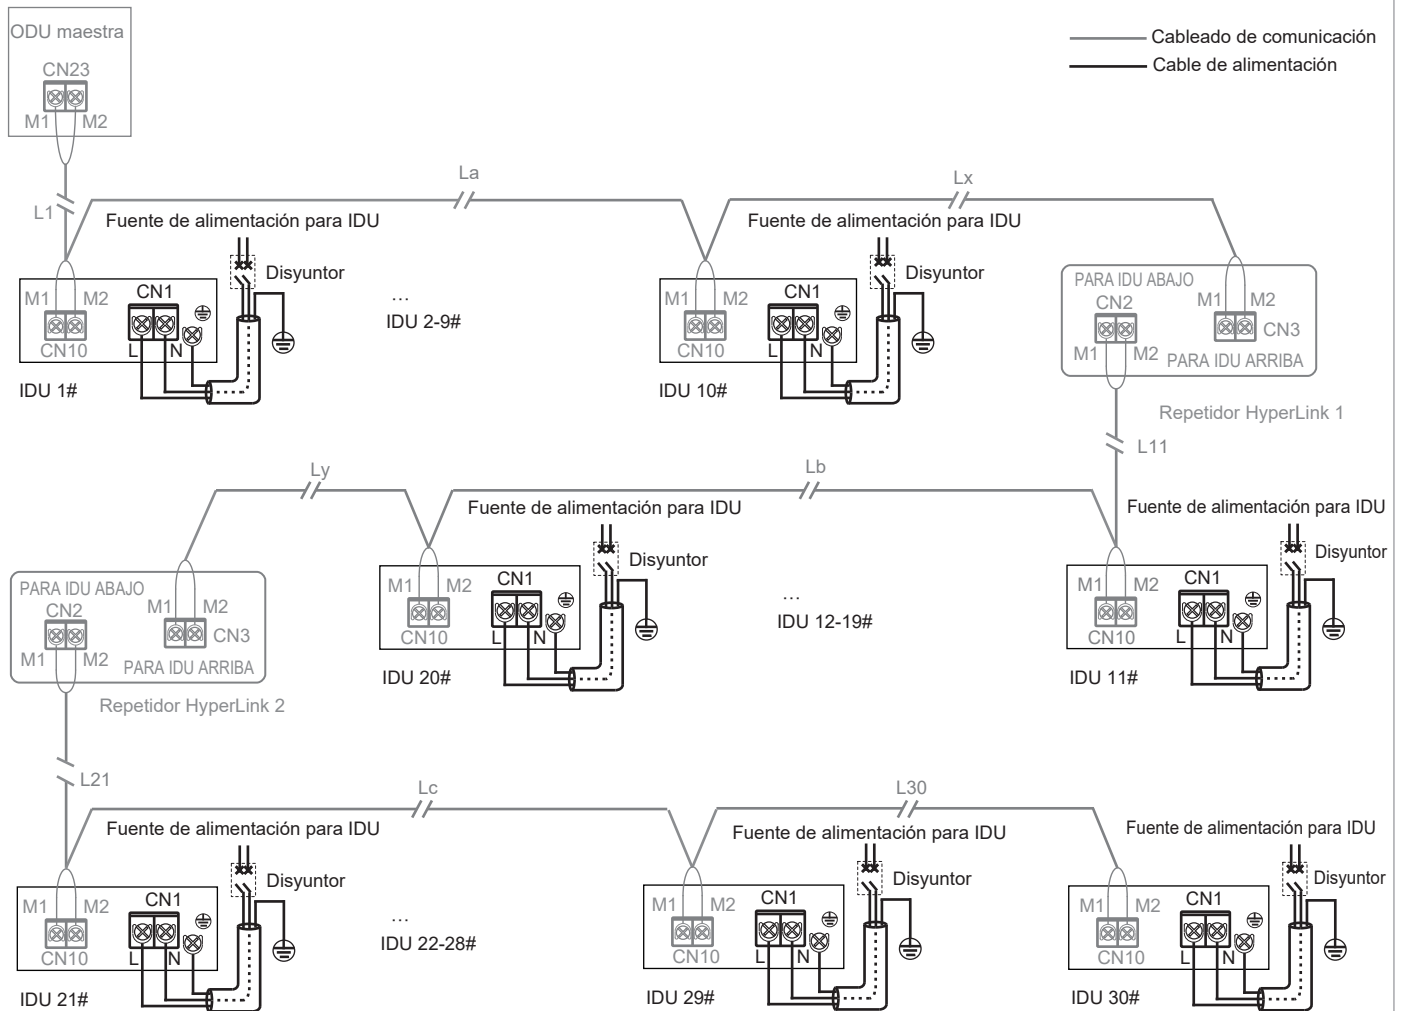 ODU maestra
CN23
M1 M2
Cableado de comunicación
Cable de alimentación
L1
La
Lx
Fuente de alimentación para IDU
Disyuntor
M1 M2
CN1
CN10
L N
IDU 1#
...
IDU 2-9#
Fuente de alimentación para IDU
Disyuntor
M1 M2
CN1
CN10
L N
IDU 10#
PARA IDU ABAJO
CN2
M1 M2
M1 M2
CN3
PARA IDU ARRIBA
Repetidor HyperLink 1
L11
Ly
Lb
PARA IDU ABAJO
CN2
M1 M2
M1 M2
CN3
PARA IDU ARRIBA
Repetidor HyperLink 2
Fuente de alimentación para IDU
Disyuntor
M1 M2
CN1
CN10
L N
IDU 20#
...
IDU 12-19#
Fuente de alimentación para IDU
Disyuntor
M1 M2
CN1
CN10
L N
IDU 11#
L21
Lc
L30
Fuente de alimentación para IDU
Disyuntor
M1 M2
CN1
CN10
L N
IDU 21#
...
IDU 22-28#
Fuente de alimentación para IDU
Disyuntor
M1 M2
CN1
CN10
L N
IDU 29#
Fuente de alimentación para IDU
Disyuntor
M1 M2
CN1
CN10
L N
IDU 30#